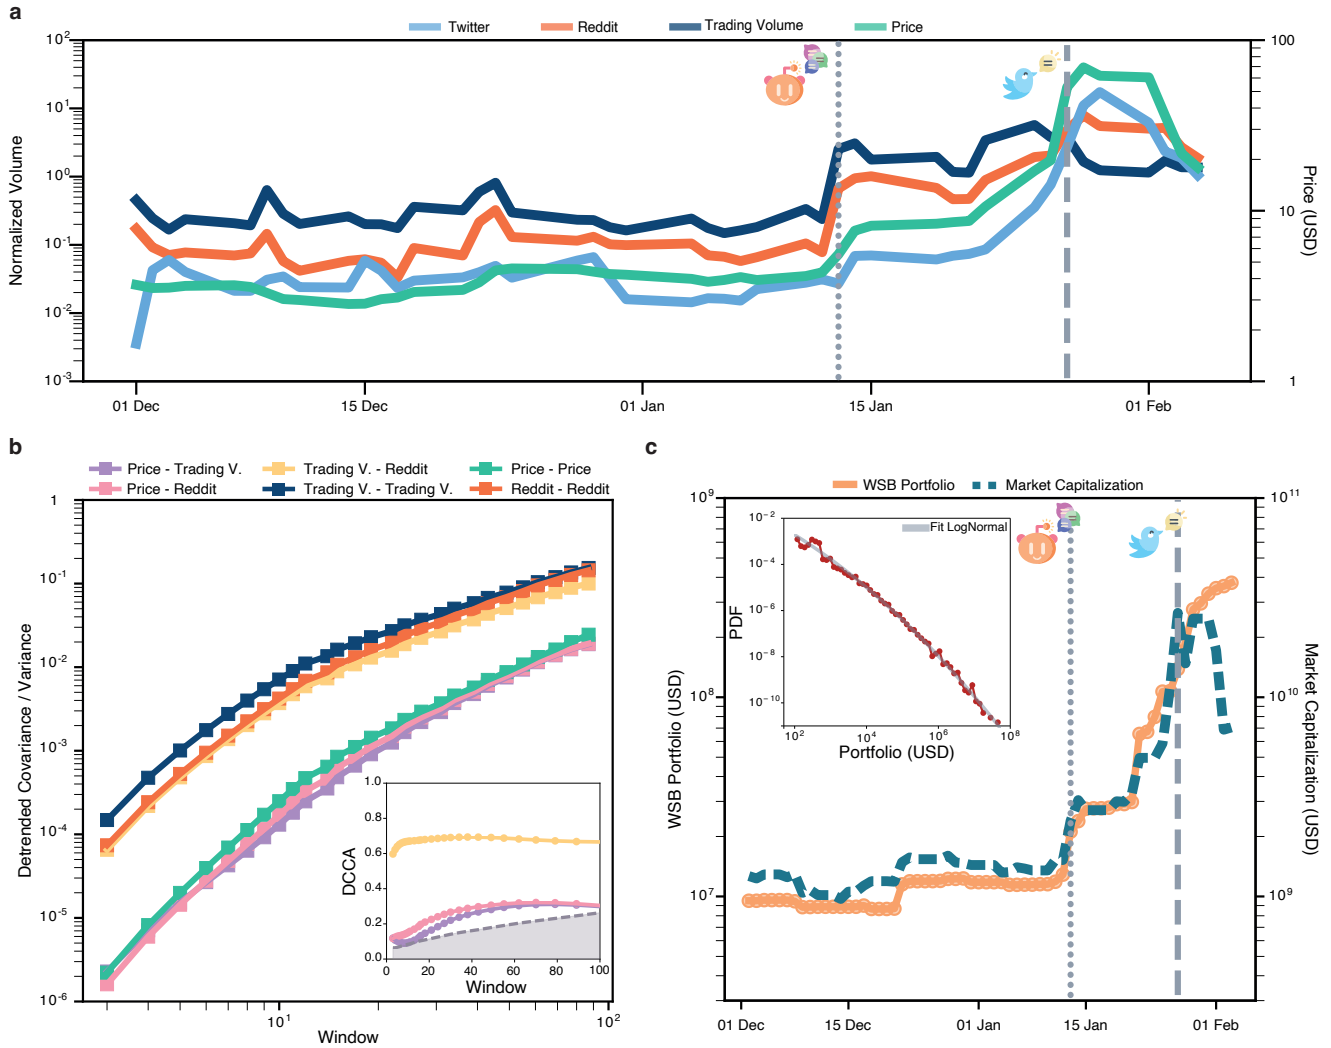 a
Twitter Reddit Trading Volume Price
Normalized Volume
10^2
10^1
10^0
10^-1
10^-2
10^-3
100
10
1
Price (USD)
01 Dec 15 Dec 01 Jan 15 Jan 01 Feb
b
Price - Trading V. Trading V. - Reddit Price - Price
Price - Reddit Trading V. - Trading V. Reddit - Reddit
Detrended Covariance / Variance
1
10^-1
10^-2
10^-3
10^-4
10^-5
10^-6
10^1 10^2
Window
DCCA
1.0
0.8
0.6
0.4
0.2
0.0
0 20 40 60 80 100
Window
c
WSB Portfolio Market Capitalization
WSB Portfolio (USD)
10^9
10^8
10^7
10^11
10^10
10^9
Market Capitalization (USD)
01 Dec 15 Dec 01 Jan 15 Jan 01 Feb
Fit LogNormal
PDF
10^-2
10^-4
10^-6
10^-8
10^-10
10^2 10^4 10^6 10^8
Portfolio (USD)